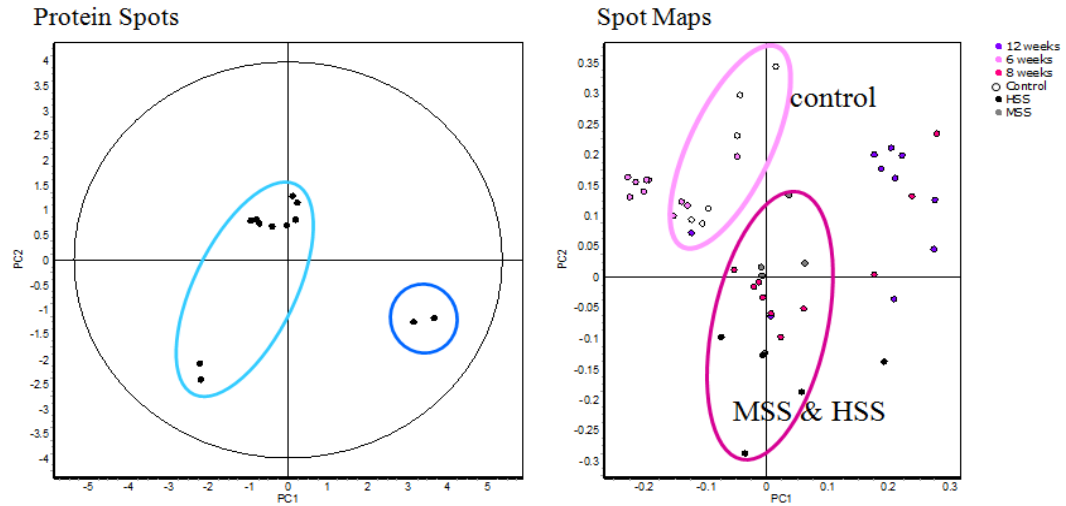 Protein Spots
4
3.5
3
2.5
2
1.5
1
0.5
0
-0.5
-1
-1.5
-2
-2.5
-3
-3.5
-4
PC2
-5 -4 -3 -2 -1 0 1 2 3 4 5
PC1
Spot Maps
0.35
0.3
0.25
0.2
0.15
0.1
0.05
0
-0.05
-0.1
-0.15
-0.2
-0.25
-0.3
PC2
-0.2 -0.1 0 0.1 0.2 0.3
PC1
control
MSS & HSS
12 weeks
6 weeks
8 weeks
Control
HSS
MSS